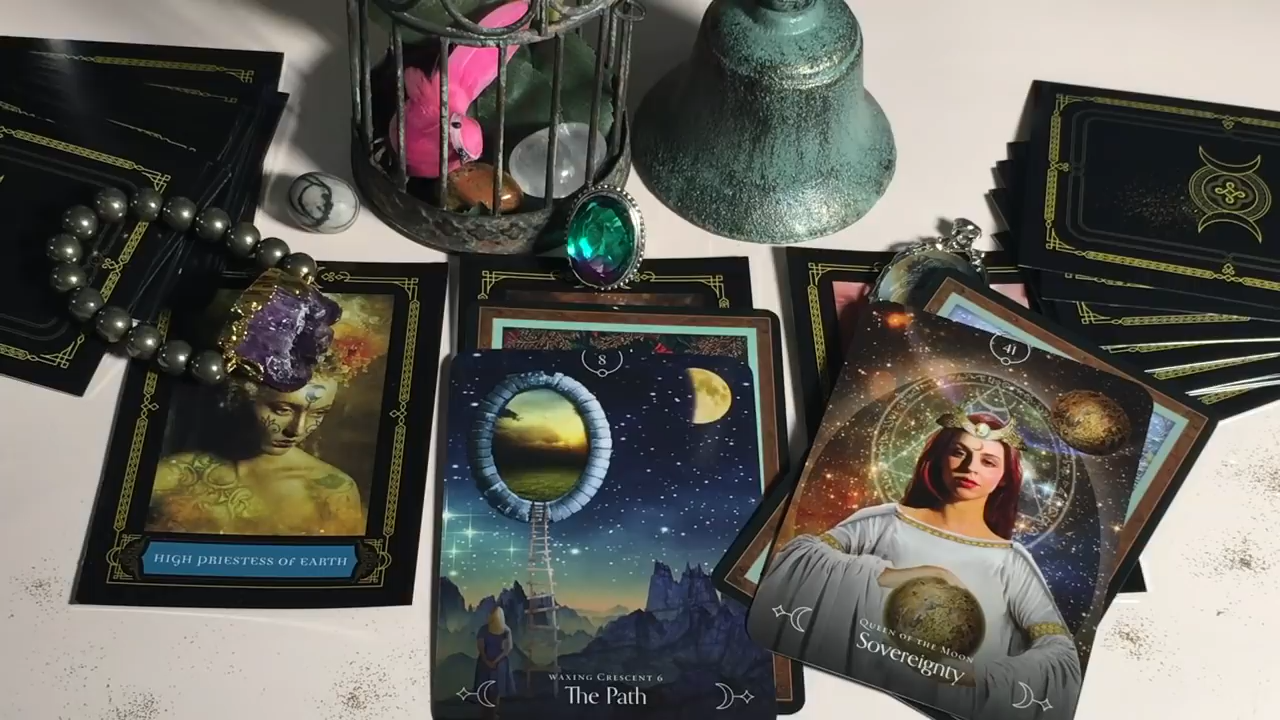 HIGH PRIESTESS OF EARTH
8
WAXING CRESCENT 6
The Path
41
QUEEN OF THE MOON
Sovereignty